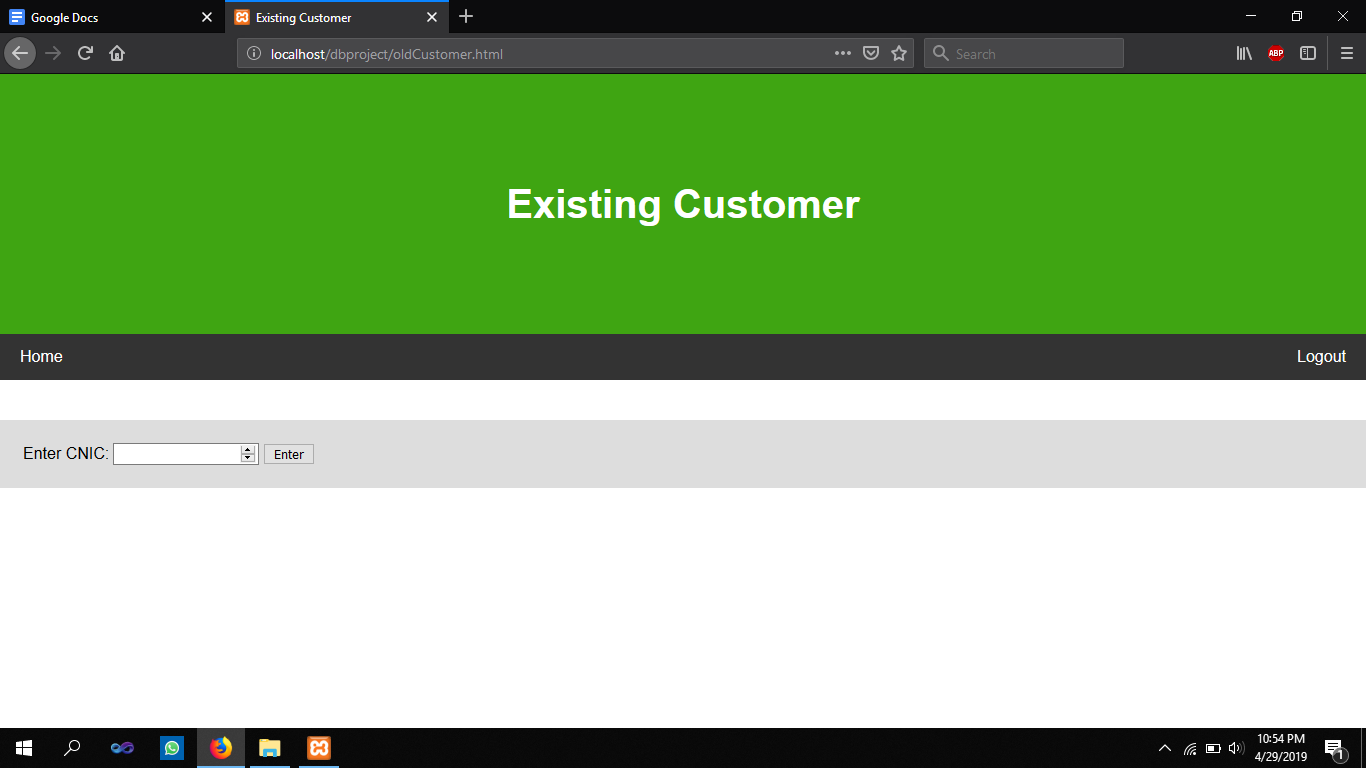 Google Docs
Existing Customer
localhost/dbproject/oldCustomer.html
Search
ABP
Existing Customer
Home
Logout
Enter CNIC:
Enter
10:54 PM
4/29/2019
1